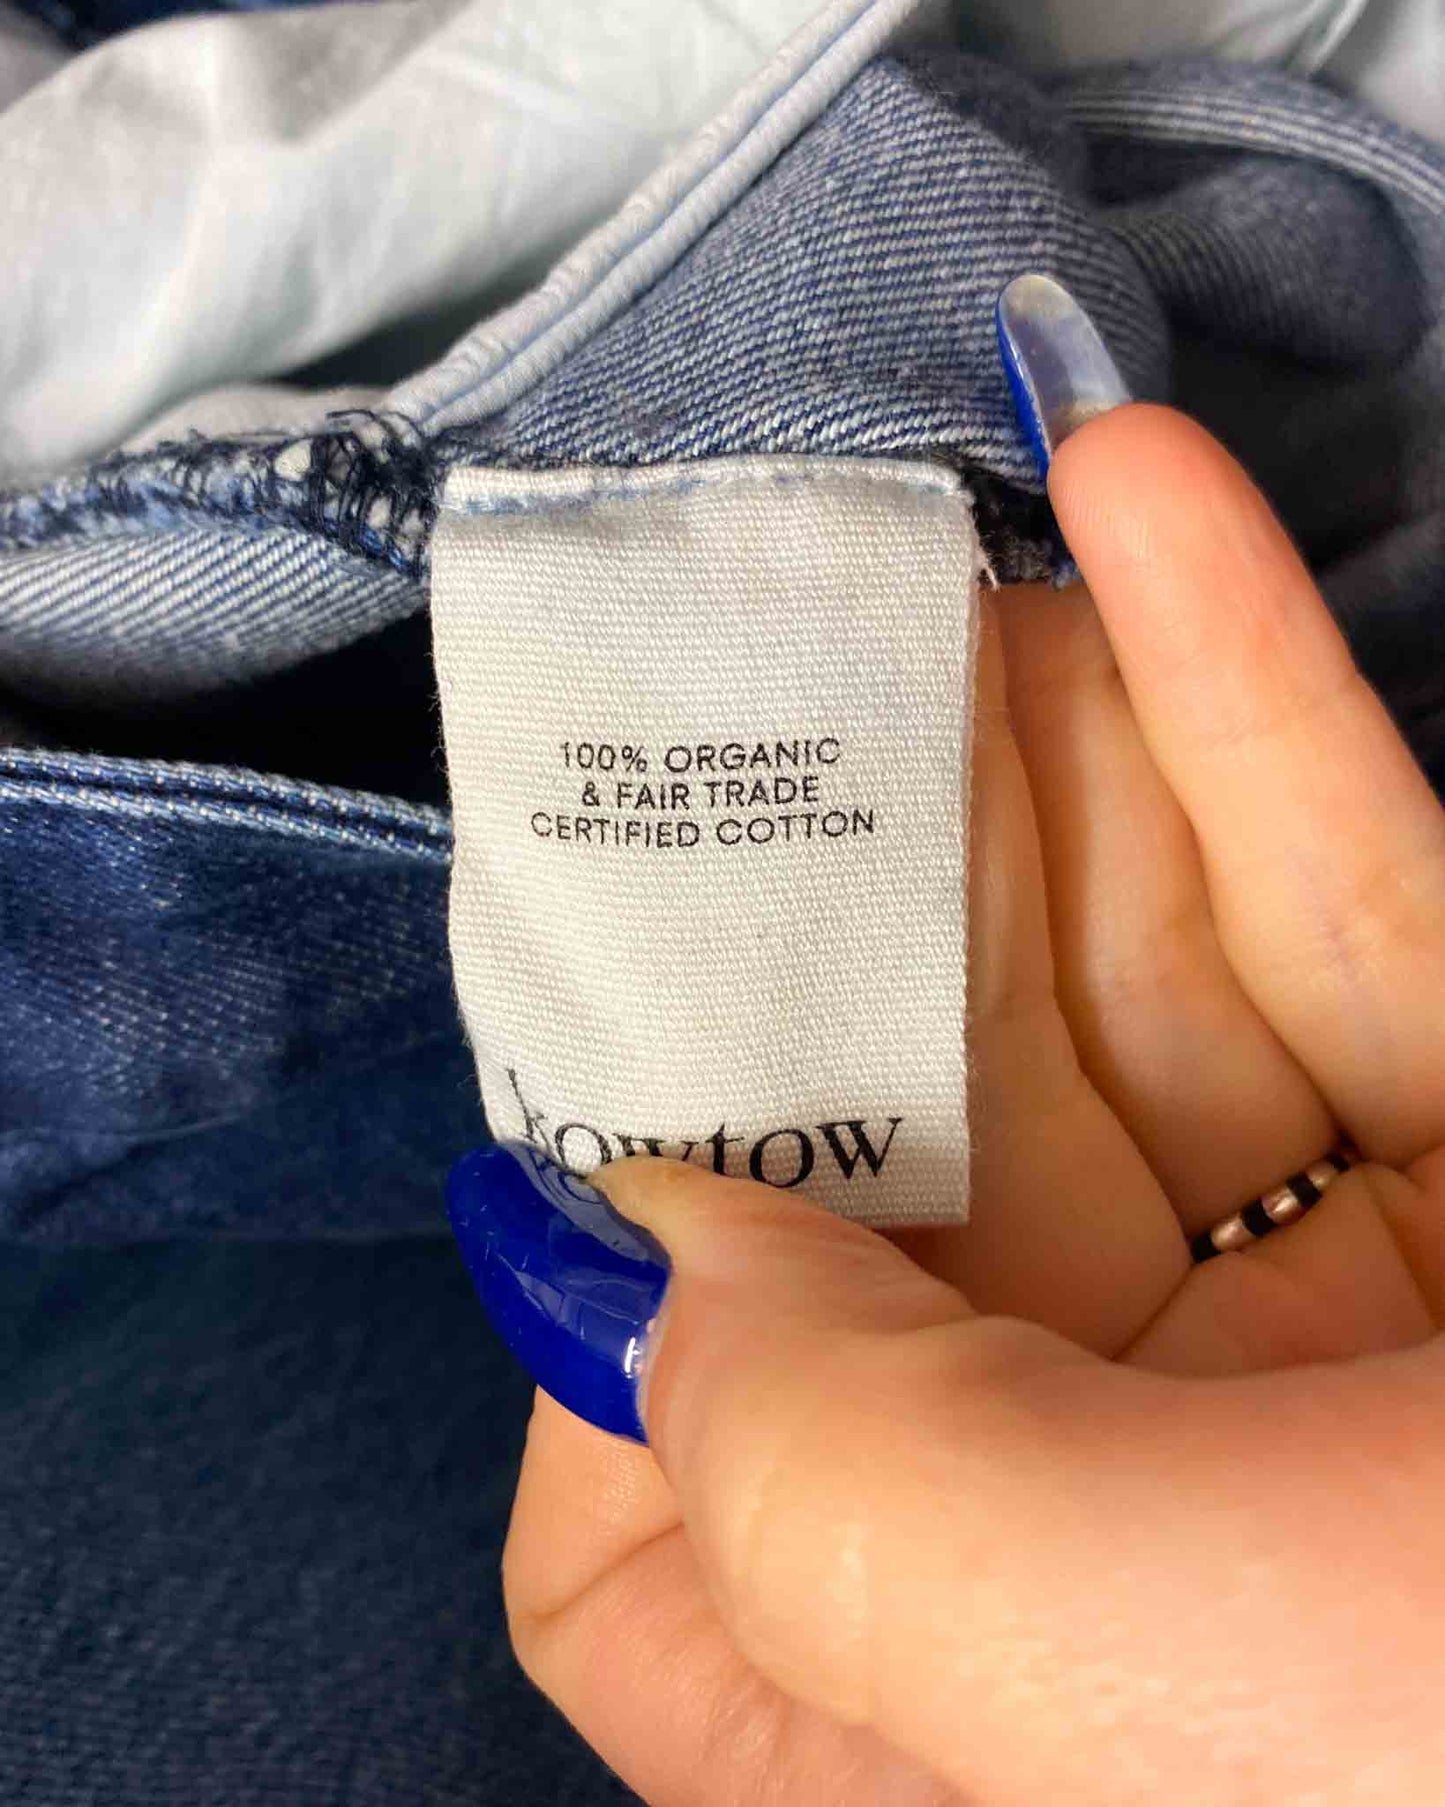 100% ORGANIC
& FAIR TRADE
CERTIFIED COTTON
kowtow